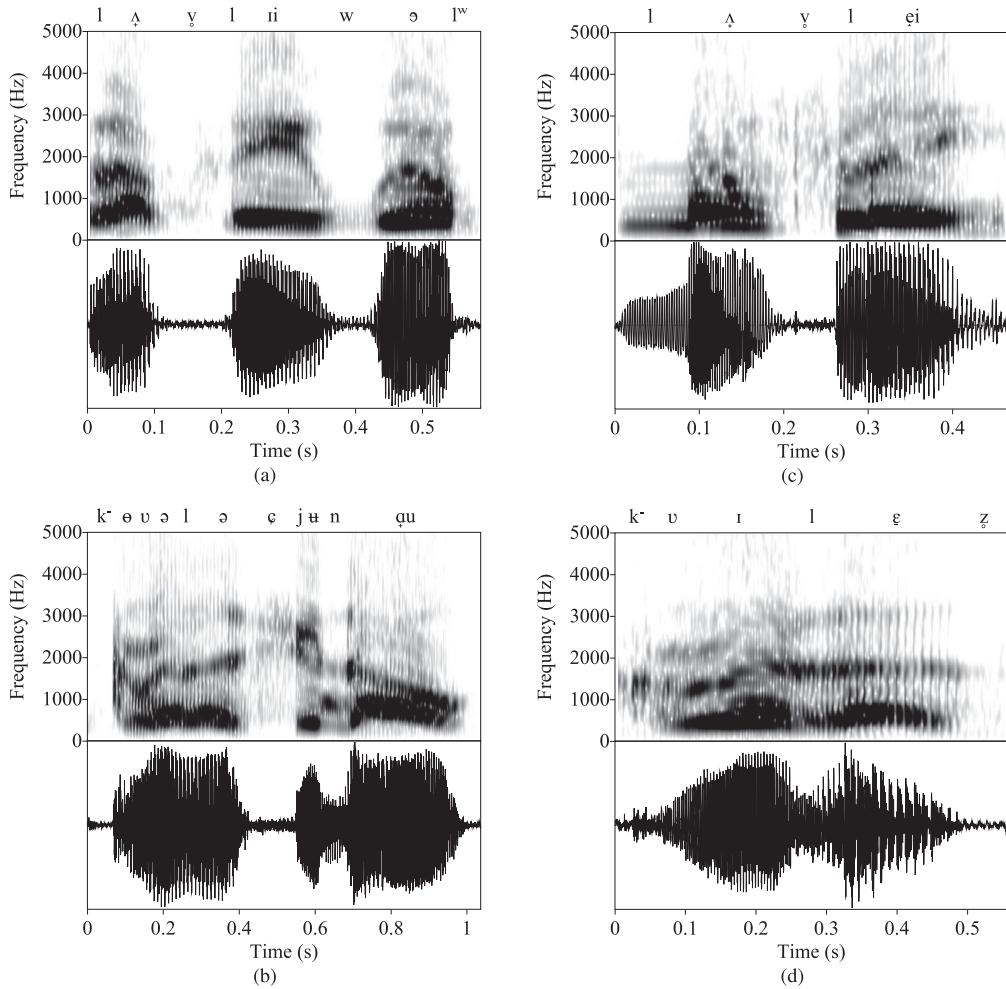 l ʌ̟ v̥ l ɪi w ɘ lʷ
5000
4000
3000
2000
1000
0
Frequency (Hz)
0 0.1 0.2 0.3 0.4 0.5
Time (s)
(a)
l ʌ̟ v̥ l e̞i
5000
4000
3000
2000
1000
0
Frequency (Hz)
0 0.1 0.2 0.3 0.4
Time (s)
(c)
k⁻ ɵ ʋ ə l ə j ʉ n ɑ̟u
5000
4000
3000
2000
1000
0
Frequency (Hz)
0 0.2 0.4 0.6 0.8 1
Time (s)
(b)
k⁻ ʋ ɪ l z̥
5000
4000
3000
2000
1000
0
Frequency (Hz)
0 0.1 0.2 0.3 0.4 0.5
Time (s)
(d)